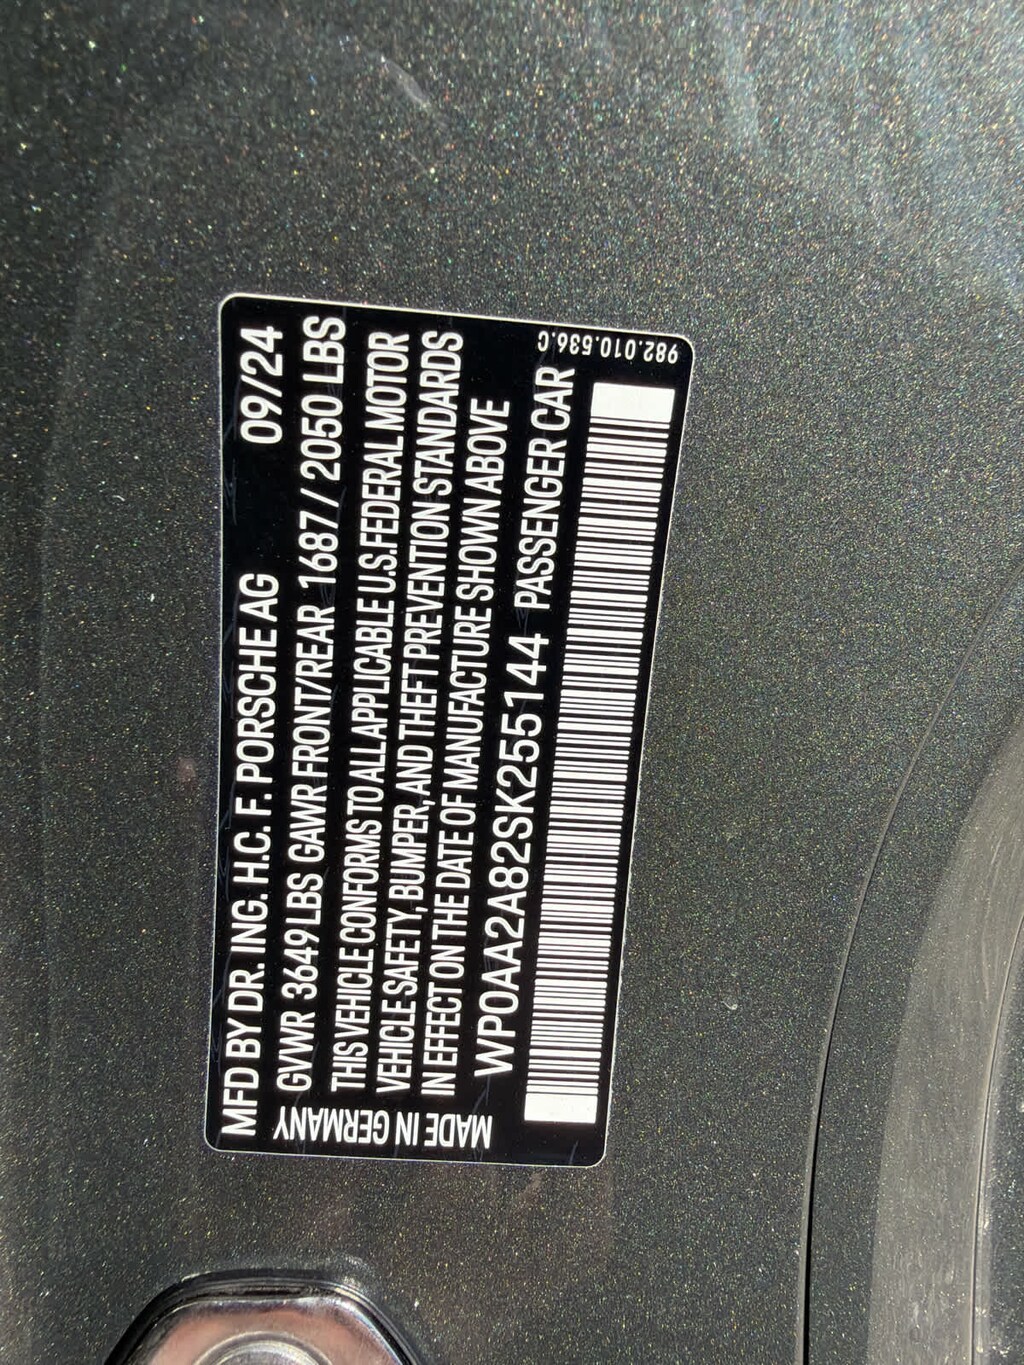 MFD BY DR. ING. H.C. F. PORSCHE AG 09/24
GVWR 3649 LBS GAWR FRONT/REAR 1687 / 2050 LBS
THIS VEHICLE CONFORMS TO ALL APPLICABLE U.S. FEDERAL MOTOR
VEHICLE SAFETY, BUMPER, AND THEFT PREVENTION STANDARDS
IN EFFECT ON THE DATE OF MANUFACTURE SHOWN ABOVE
WP0AA2A82SK255144 PASSENGER CAR
MADE IN GERMANY
982.010.536.C